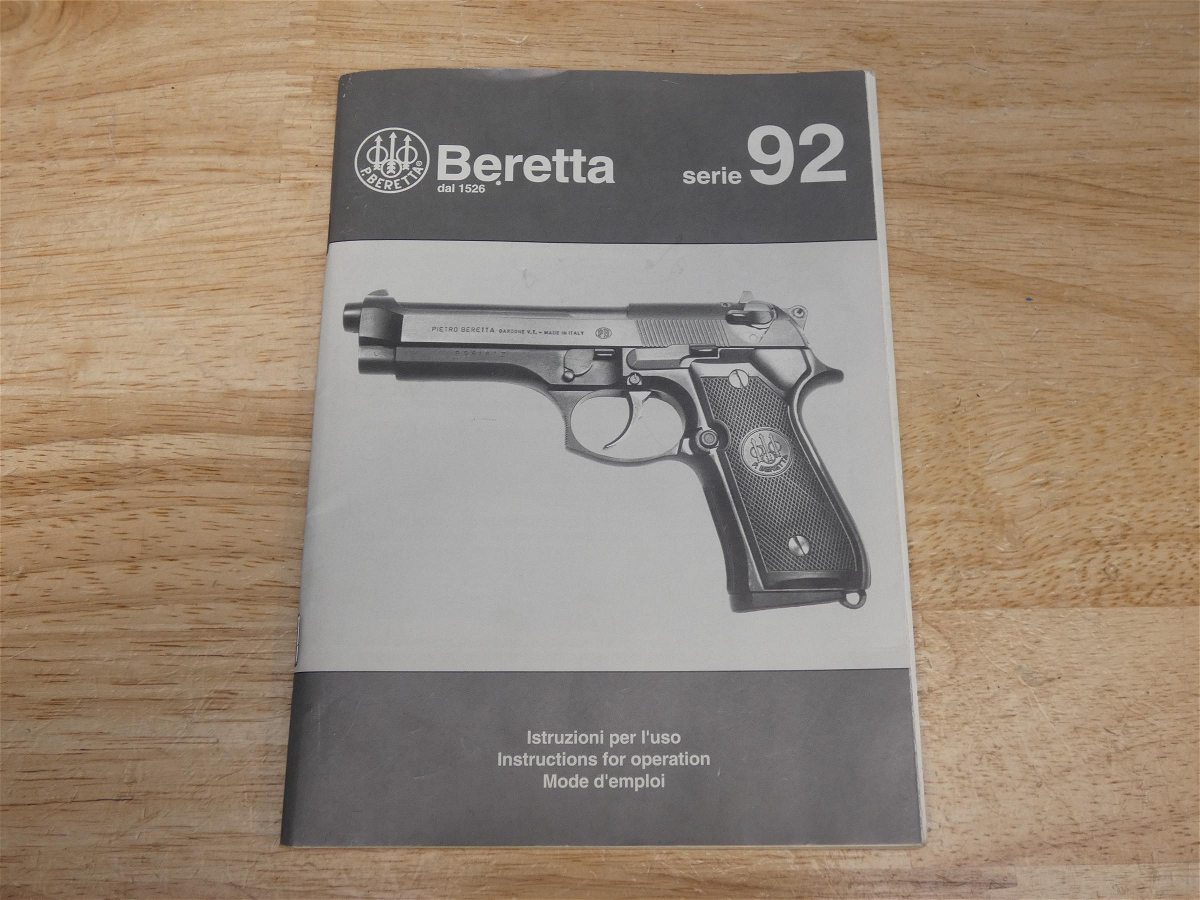 P. BERETTA®
Beretta
dal 1526
serie 92
PIETRO BERETTA GARDONE V.T. - MADE IN ITALY
PB
P. BERETTA
Istruzioni per l'uso
Instructions for operation
Mode d'emploi